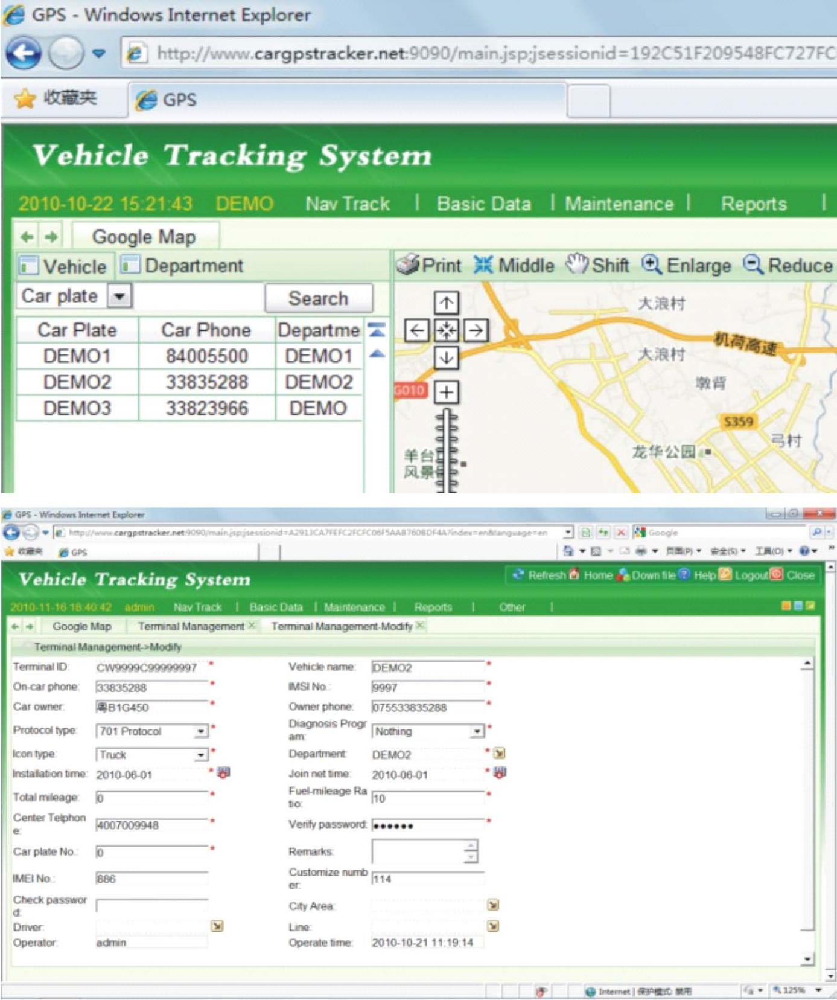 GPS - Windows Internet Explorer
http://www.cargpstracker.net:9090/main.jsp;jsessionid=192C51F209548FC727FC
收藏夹 GPS
Vehicle Tracking System
2010-10-22 15:21:43 DEMO Nav Track | Basic Data | Maintenance | Reports |
Google Map
Vehicle Department
Print Middle Shift Enlarge Reduce
Car plate Search
Car Plate Car Phone Departme
DEMO1 84005500 DEMO1
DEMO2 33835288 DEMO2
DEMO3 33823966 DEMO
大浪村
机荷高速
大浪村
墩背
G010
S359
弓村
龙华公园
羊台
风景
GPS - Windows Internet Explorer
http://www.cargpstracker.net:9090/main.jsp;jsessionid=A2913CA7FEFC2FCFC06F5AAB760BDF4A?index=en&language=en Google
收藏夹 GPS 页面(P) 安全(S) 工具(O)
Vehicle Tracking System Refresh Home Down file Help Logout Close
2010-11-16 18:40:42 admin Nav Track | Basic Data | Maintenance | Reports | Other |
Google Map Terminal Management Terminal Management-Modify
Terminal Management->Modify
Terminal ID: CW9999C99999997 * Vehicle name: DEMO2 *
On-car phone: 33835288 * IMSI No.: 9997 *
Car owner: 粤B1G450 * Owner phone: 075533835288 *
Protocol type: 701 Protocol * Diagnosis Progr
am: Nothing *
Icon type: Truck * Department: DEMO2 *
Installation time: 2010-06-01 * Join net time: 2010-06-01 *
Total mileage: 0 * Fuel-mileage Ra
tio: 10 *
Center Telphon
e: 4007009948 * Verify password: ●●●●●● *
Car plate No.: 0 * Remarks:
IMEI No.: 886 Customize numb
er: 114
Check passwor
d: City Area:
Driver: Line:
Operator: admin Operate time: 2010-10-21 11:19:14
Internet | 保护模式: 禁用 125%